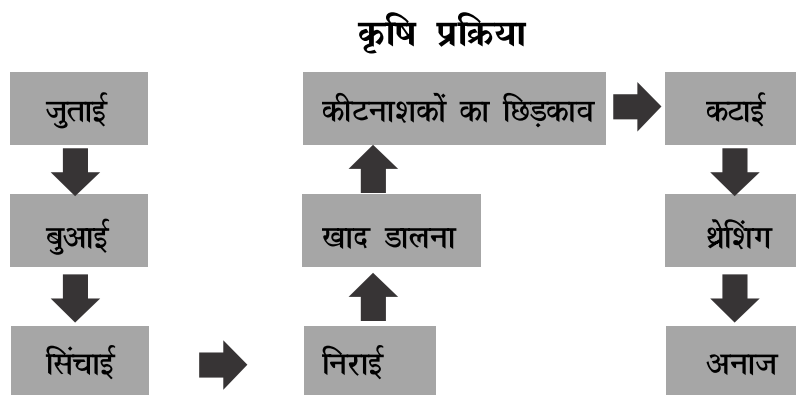 कृषि प्रक्रिया
जुताई
बुआई
सिंचाई
निराई
खाद डालना
कीटनाशकों का छिड़काव
कटाई
थ्रेशिंग
अनाज